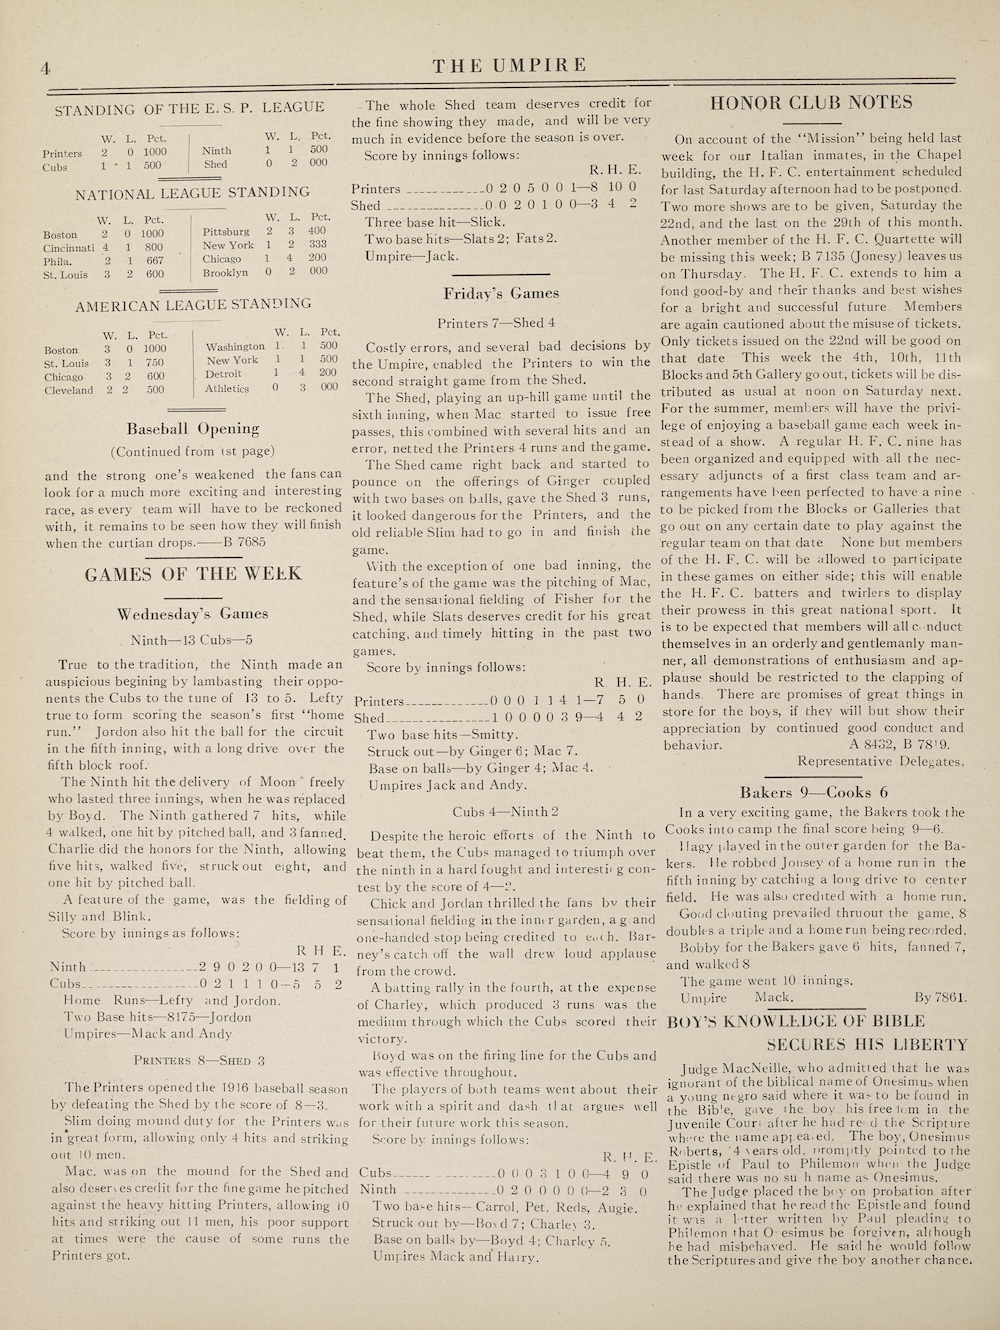 4
THE UMPIRE
STANDING OF THE E. S. P. LEAGUE
W. L. Pct.
Printers 2 0 1000
Cubs 1 1 500
W. L. Pct.
Ninth 1 1 500
Shed 0 2 000
NATIONAL LEAGUE STANDING
W. L. Pct.
Boston 2 0 1000
Cincinnati 4 1 800
Phila. 2 1 667
St. Louis 3 2 600
W. L. Pct.
Pittsburg 2 3 400
New York 1 2 333
Chicago 1 4 200
Brooklyn 0 2 000
AMERICAN LEAGUE STANDING
W. L. Pct.
Boston 3 0 1000
St. Louis 3 1 750
Chicago 3 2 600
Cleveland 2 2 500
W. L. Pct.
Washington 1 1 500
New York 1 1 500
Detroit 1 4 200
Athletics 0 3 000
Baseball Opening
(Continued from 1st page)
and the strong one's weakened the fans can
look for a much more exciting and interesting
race, as every team will have to be reckoned
with, it remains to be seen how they will finish
when the curtian drops.——B 7685
GAMES OF THE WEEK
Wednesday's Games
Ninth—13 Cubs—5
True to the tradition, the Ninth made an
auspicious begining by lambasting their oppo-
nents the Cubs to the tune of 13 to 5. Lefty
true to form scoring the season's first "home
run." Jordon also hit the ball for the circuit
in the fifth inning, with a long drive over the
fifth block roof.
The Ninth hit the delivery of Moon freely
who lasted three innings, when he was replaced
by Boyd. The Ninth gathered 7 hits, while
4 walked, one hit by pitched ball, and 3 fanned.
Charlie did the honors for the Ninth, allowing
five hits, walked five, struck out eight, and
one hit by pitched ball.
A feature of the game, was the fielding of
Silly and Blink.
Score by innings as follows:
R H E.
Ninth ---------------2 9 0 2 0 0—13 7 1
Cubs---------------0 2 1 1 1 0—5 5 2
Home Runs—Lefty and Jordon.
Two Base hits—8175—Jordon
Umpires—Mack and Andy
PRINTERS 8—SHED 3
The Printers opened the 1916 baseball season
by defeating the Shed by the score of 8—3.
Slim doing mound duty for the Printers was
in great form, allowing only 4 hits and striking
out 10 men.
Mac. was on the mound for the Shed and
also deserves credit for the fine game he pitched
against the heavy hitting Printers, allowing 10
hits and striking out 11 men, his poor support
at times were the cause of some runs the
Printers got.
The whole Shed team deserves credit for
the fine showing they made, and will be very
much in evidence before the season is over.
Score by innings follows:
R. H. E.
Printers ------------0 2 0 5 0 0 1—8 10 0
Shed ---------------0 0 2 0 1 0 0—3 4 2
Three base hit—Slick.
Two base hits—Slats 2; Fats 2.
Umpire—Jack.
Friday's Games
Printers 7—Shed 4
Costly errors, and several bad decisions by
the Umpire, enabled the Printers to win the
second straight game from the Shed.
The Shed, playing an up-hill game until the
sixth inning, when Mac started to issue free
passes, this combined with several hits and an
error, netted the Printers 4 runs and the game.
The Shed came right back and started to
pounce on the offerings of Ginger coupled
with two bases on balls, gave the Shed 3 runs,
it looked dangerous for the Printers, and the
old reliable Slim had to go in and finish the
game.
With the exception of one bad inning, the
feature's of the game was the pitching of Mac,
and the sensational fielding of Fisher for the
Shed, while Slats deserves credit for his great
catching, and timely hitting in the past two
games.
Score by innings follows:
R. H. E.
Printers-------------0 0 0 1 1 4 1—7 5 0
Shed---------------1 0 0 0 0 3 9—4 4 2
Two base hits—Smitty.
Struck out—by Ginger 6; Mac 7.
Base on balls—by Ginger 4; Mac 4.
Umpires Jack and Andy.
Cubs 4—Ninth 2
Despite the heroic efforts of the Ninth to
beat them, the Cubs managed to triumph over
the ninth in a hard fought and interesting con-
test by the score of 4—2.
Chick and Jordan thrilled the fans by their
sensational fielding in the inner garden, a grand
one-handed stop being credited to each. Bar-
ney's catch off the wall drew loud applause
from the crowd.
A batting rally in the fourth, at the expense
of Charley, which produced 3 runs was the
medium through which the Cubs scored their
victory.
Boyd was on the firing line for the Cubs and
was effective throughout.
The players of both teams went about their
work with a spirit and dash that argues well
for their future work this season.
Score by innings follows:
R. H. E.
Cubs---------------0 0 0 3 1 0 0—4 9 0
Ninth -------------0 2 0 0 0 0 0—2 3 0
Two base hits—Carrol, Pet. Reds, Augie.
Struck out by—Boyd 7; Charley 3.
Base on balls by—Boyd 4; Charley 5.
Umpires Mack and Harry.
HONOR CLUB NOTES
On account of the "Mission" being held last
week for our Italian inmates, in the Chapel
building, the H. F. C. entertainment scheduled
for last Saturday afternoon had to be postponed.
Two more shows are to be given, Saturday the
22nd, and the last on the 29th of this month.
Another member of the H. F. C. Quartette will
be missing this week; B 7135 (Jonesy) leaves us
on Thursday. The H. F. C. extends to him a
fond good-by and their thanks and best wishes
for a bright and successful future. Members
are again cautioned about the misuse of tickets.
Only tickets issued on the 22nd will be good on
that date This week the 4th, 10th, 11th
Blocks and 5th Gallery go out, tickets will be dis-
tributed as usual at noon on Saturday next.
For the summer, members will have the privi-
lege of enjoying a baseball game each week in-
stead of a show. A regular H. F. C. nine has
been organized and equipped with all the nec-
essary adjuncts of a first class team and ar-
rangements have been perfected to have a nine
to be picked from the Blocks or Galleries that
go out on any certain date to play against the
regular team on that date None but members
of the H. F. C. will be allowed to participate
in these games on either side; this will enable
the H. F. C. batters and twirlers to display
their prowess in this great national sport. It
is to be expected that members will all conduct
themselves in an orderly and gentlemanly man-
ner, all demonstrations of enthusiasm and ap-
plause should be restricted to the clapping of
hands. There are promises of great things in
store for the boys, if they will but show their
appreciation by continued good conduct and
behavior. A 8432, B 7819.
Representative Delegates.
Bakers 9—Cooks 6
In a very exciting game, the Bakers took the
Cooks into camp the final score being 9—6.
Hagy played in the outer garden for the Ba-
kers. He robbed Jonsey of a home run in the
fifth inning by catching a long drive to center
field. He was also credited with a home run.
Good clouting prevailed thruout the game, 8
doubles a triple and a home run being recorded.
Bobby for the Bakers gave 6 hits, fanned 7,
and walked 8
The game went 10 innings.
Umpire Mack. By 7861.
BOY'S KNOWLEDGE OF BIBLE
SECURES HIS LIBERTY
Judge MacNeille, who admitted that he was
ignorant of the biblical name of Onesimus when
a young negro said where it was to be found in
the Bible, gave the boy his freedom in the
Juvenile Court after he had read the Scripture
where the name appeared. The boy, Onesimus
Roberts, 14 years old, promptly pointed to the
Epistle of Paul to Philemon when the Judge
said there was no such name as Onesimus.
The Judge placed the boy on probation after
he explained that he read the Epistle and found
it was a letter written by Paul pleading to
Philemon that Onesimus be forgiven, although
he had misbehaved. He said he would follow
the Scriptures and give the boy another chance.